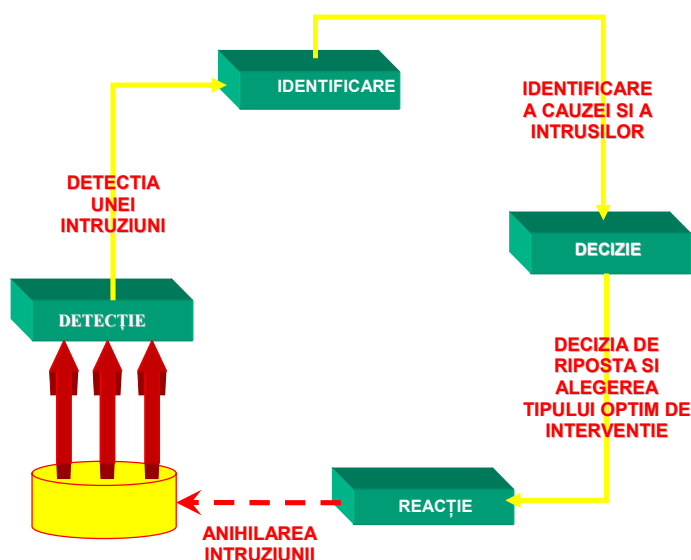 IDENTIFICARE
IDENTIFICARE
A CAUZEI SI A
INTRUSILOR
DETECTIA
UNEI
INTRUZIUNI
DECIZIE
DETECȚIE
DECIZIA DE
RIPOSTA SI
ALEGEREA
TIPULUI OPTIM DE
INTERVENTIE
REACȚIE
ANIHILAREA
INTRUZIUNII